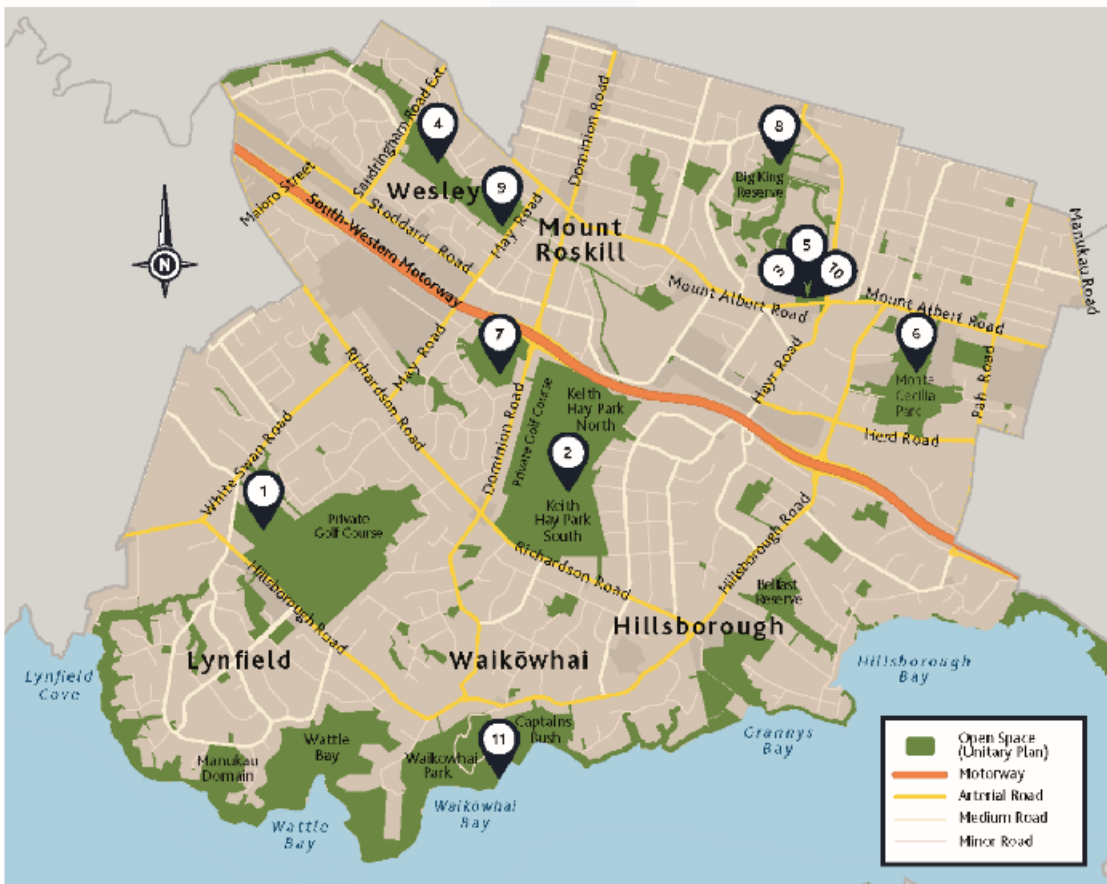 Sandringham Road Ext.
Dominion Road
4
8
Big King
Reserve
Maioro Street
Wesley
9
Stoddard Road
May Road
South-Western Motorway
Mount
Roskill
Manukau Road
3
5
10
Mount Albert Road
Mount Albert Road
N
7
6
Monte
Cecilia
Park
Pah Road
Richardson Road
May Road
Hayr Road
Herd Road
Dominion Road
Private Golf Course
Keith
Hay Park
North
2
Keith
Hay Park
South
White Swan Road
1
Private
Golf Course
Richardson Road
Hillsborough Road
Hillsborough Road
Belfast
Reserve
Lynfield
Waikōwhai
Hillsborough
Lynfield
Cove
Hillsborough
Bay
Grannys
Bay
Manukau
Domain
Wattle
Bay
Waikowhai
Park
11
Captains
Bush
Wattle
Bay
Waikōwhai
Bay
Open Space
(Unitary Plan)
Motorway
Arterial Road
Medium Road
Minor Road